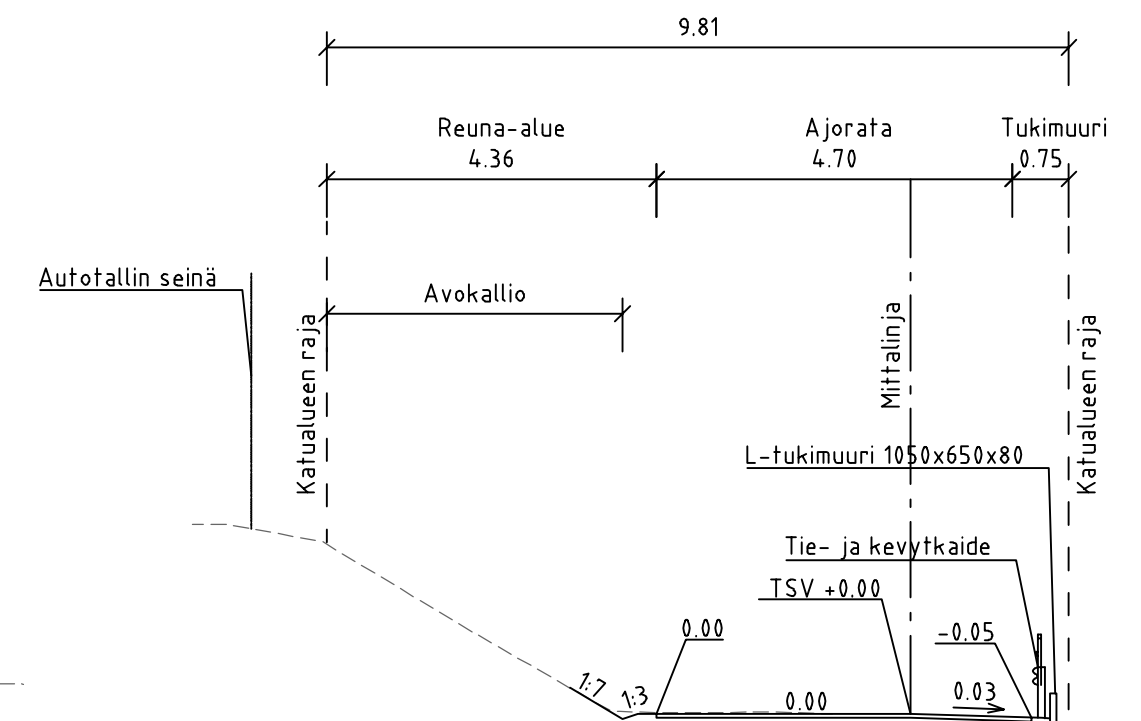 9.81
Reuna-alue
4.36
Ajorata
4.70
Tukimuuri
0.75
Autotallin seinä
Avokallio
Katualueen raja
Mittalinja
Katualueen raja
L-tukimuuri 1050x650x80
Tie- ja kevytkaide
TSV +0.00
0.00
-0.05
1:7
1:3
0.00
0.03